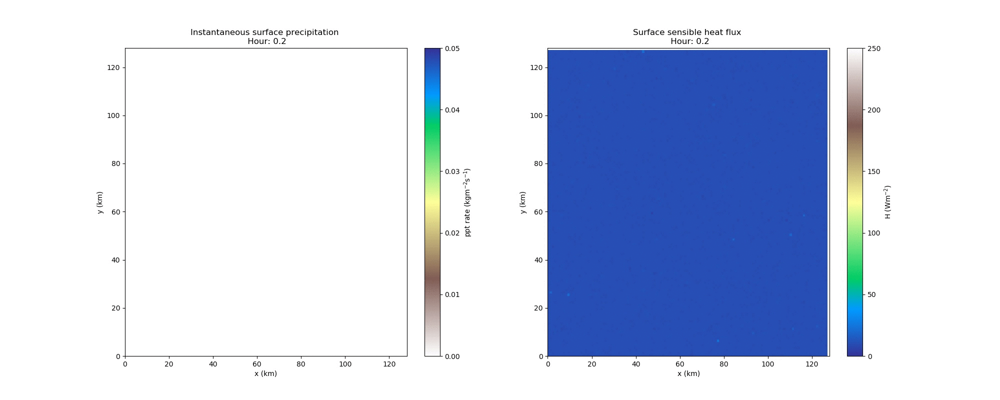 Instantaneous surface precipitation
Hour: 0.2
120
100
80
60
40
20
0
y (km)
0 20 40 60 80 100 120
x (km)
0.05
0.04
0.03
0.02
0.01
0.00
ppt rate (kgm⁻²s⁻¹)
Surface sensible heat flux
Hour: 0.2
120
100
80
60
40
20
0
y (km)
0 20 40 60 80 100 120
x (km)
250
200
150
100
50
0
H (Wm⁻²)